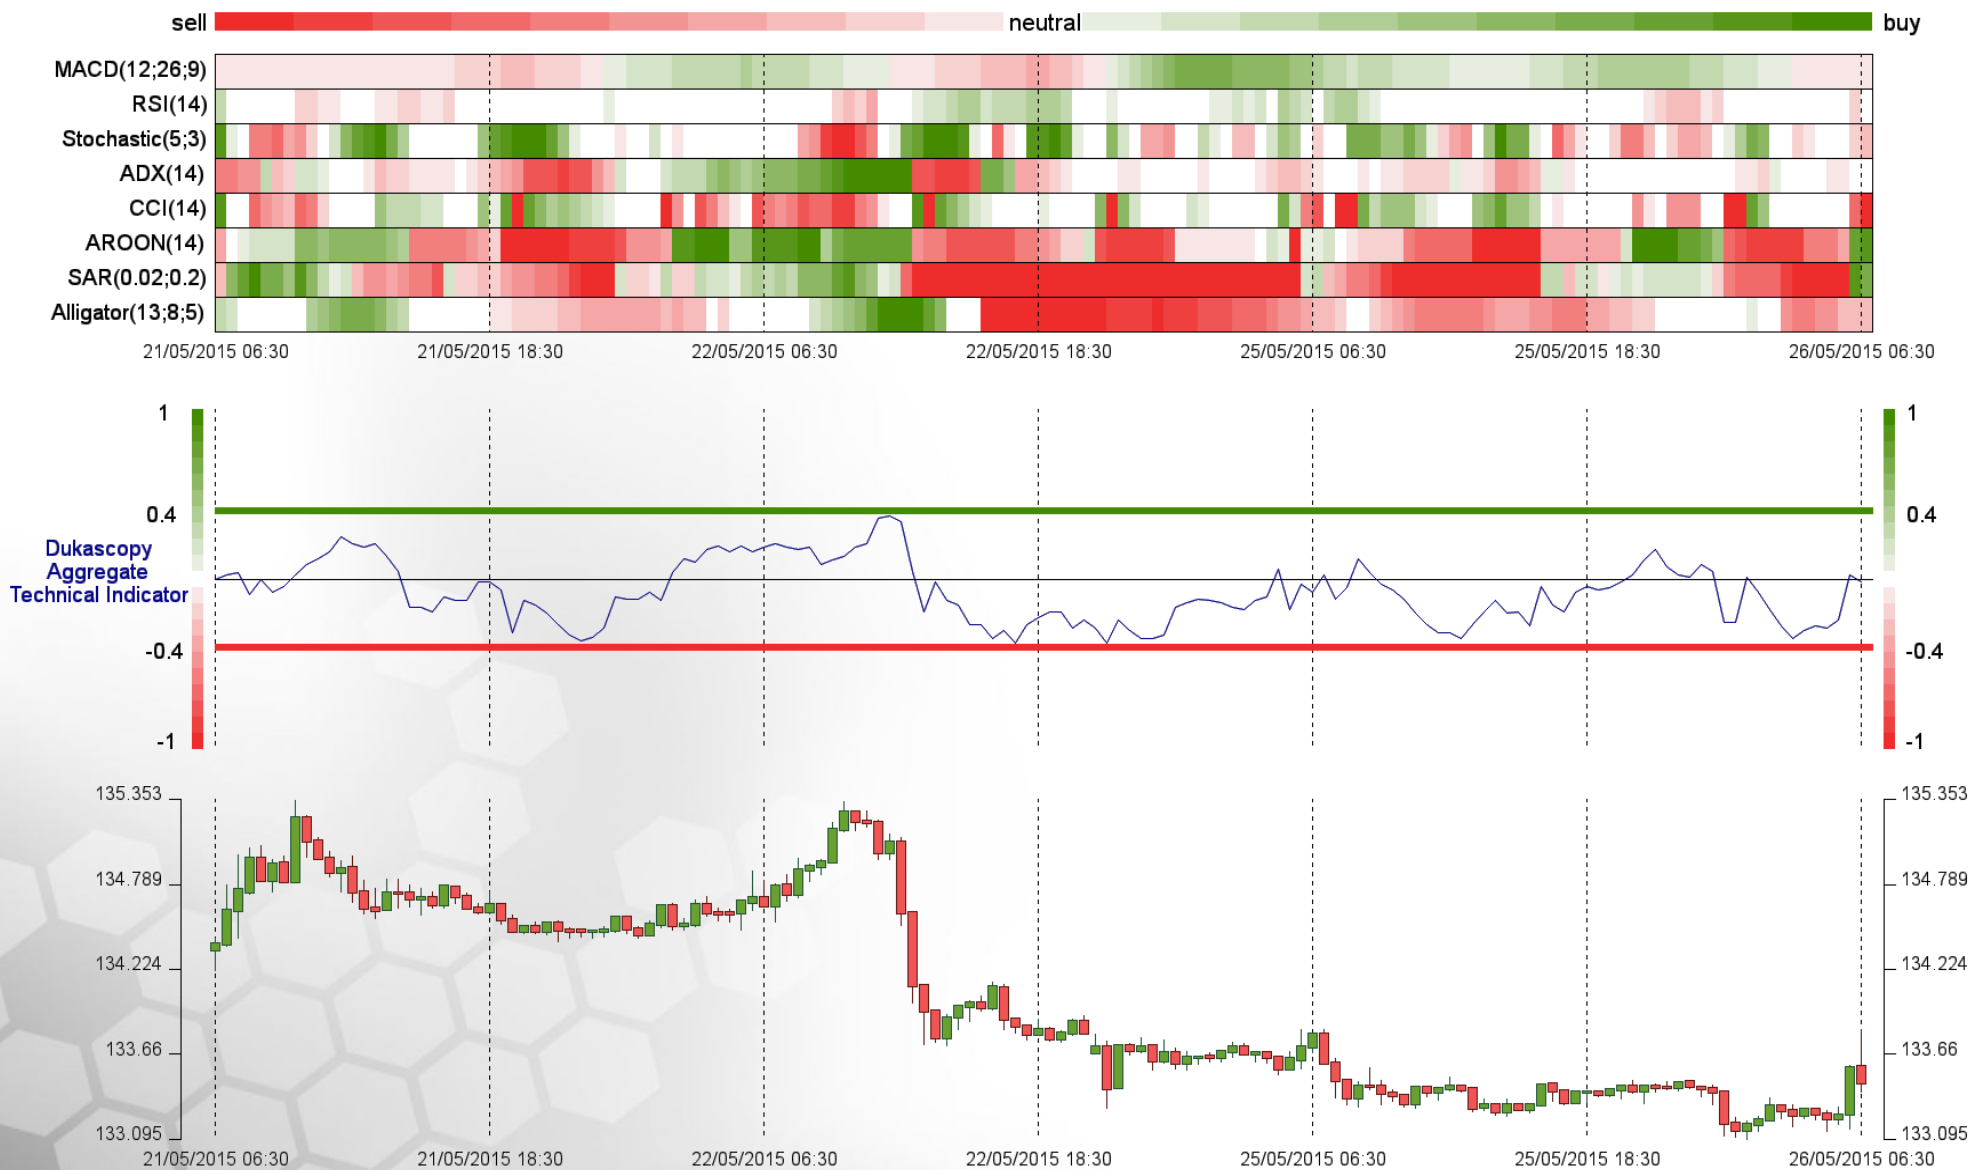 sell neutral buy
MACD(12;26;9)
RSI(14)
Stochastic(5;3)
ADX(14)
CCI(14)
AROON(14)
SAR(0.02;0.2)
Alligator(13;8;5)
21/05/2015 06:30 21/05/2015 18:30 22/05/2015 06:30 22/05/2015 18:30 25/05/2015 06:30 25/05/2015 18:30 26/05/2015 06:30
1 1
0.4 0.4
Dukascopy
Aggregate
Technical Indicator
-0.4 -0.4
-1 -1
135.353 135.353
134.789 134.789
134.224 134.224
133.66 133.66
133.095 133.095
21/05/2015 06:30 21/05/2015 18:30 22/05/2015 06:30 22/05/2015 18:30 25/05/2015 06:30 25/05/2015 18:30 26/05/2015 06:30